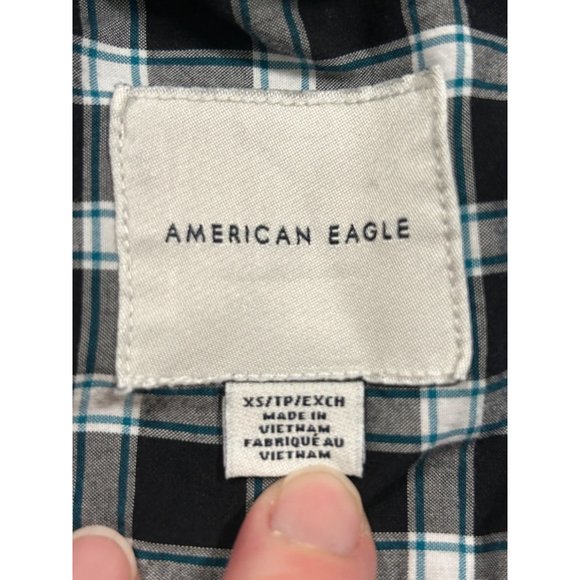 AMERICAN EAGLE
XS/TP/EXCH
MADE IN
VIETNAM
FABRIQUÉ AU
VIETNAM